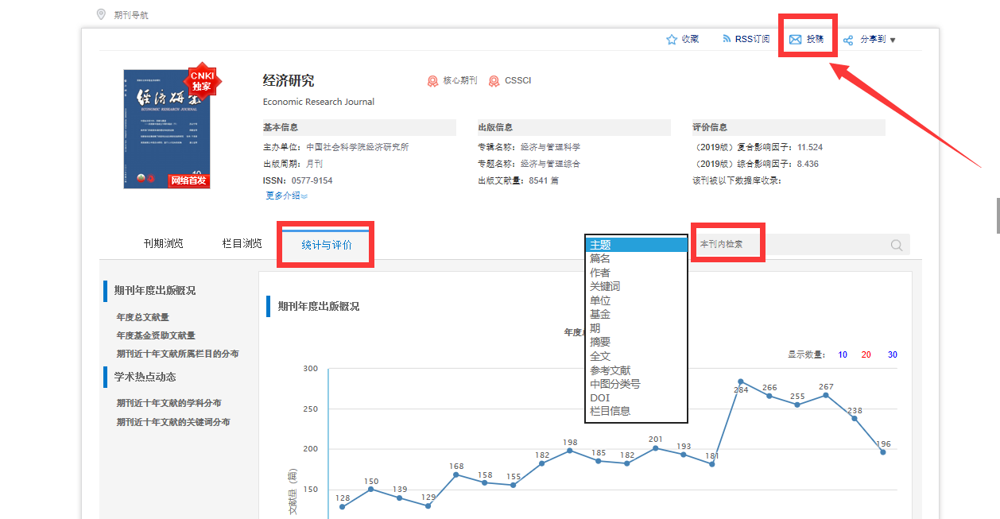 期刊导航
收藏
RSS订阅
投稿
分享到▼
CNKI
独家
经济研究
ECONOMIC RESEARCH JOURNAL
网络首发
经济研究
核心期刊
CSSCI
Economic Research Journal
基本信息
主办单位：中国社会科学院经济研究所
出版周期：月刊
ISSN：0577-9154
更多介绍
出版信息
专辑名称：经济与管理科学
专题名称：经济与管理综合
出版文献量：8541 篇
评价信息
（2019版）复合影响因子：11.524
（2019版）综合影响因子：8.436
该刊被以下数据库收录：
刊期浏览
栏目浏览
统计与评价
主题
篇名
作者
关键词
单位
基金
期
摘要
全文
参考文献
中图分类号
DOI
栏目信息
本刊内检索
期刊年度出版概况
年度总文献量
年度基金资助文献量
期刊近十年文献所属栏目的分布
学术热点动态
期刊近十年文献的学科分布
期刊近十年文献的关键词分布
期刊年度出版概况
显示数量： 10 20 30
300
250
200
150
文献量（篇）
128
150
139
129
168
158
155
182
198
185
182
201
193
181
284
266
255
267
238
196